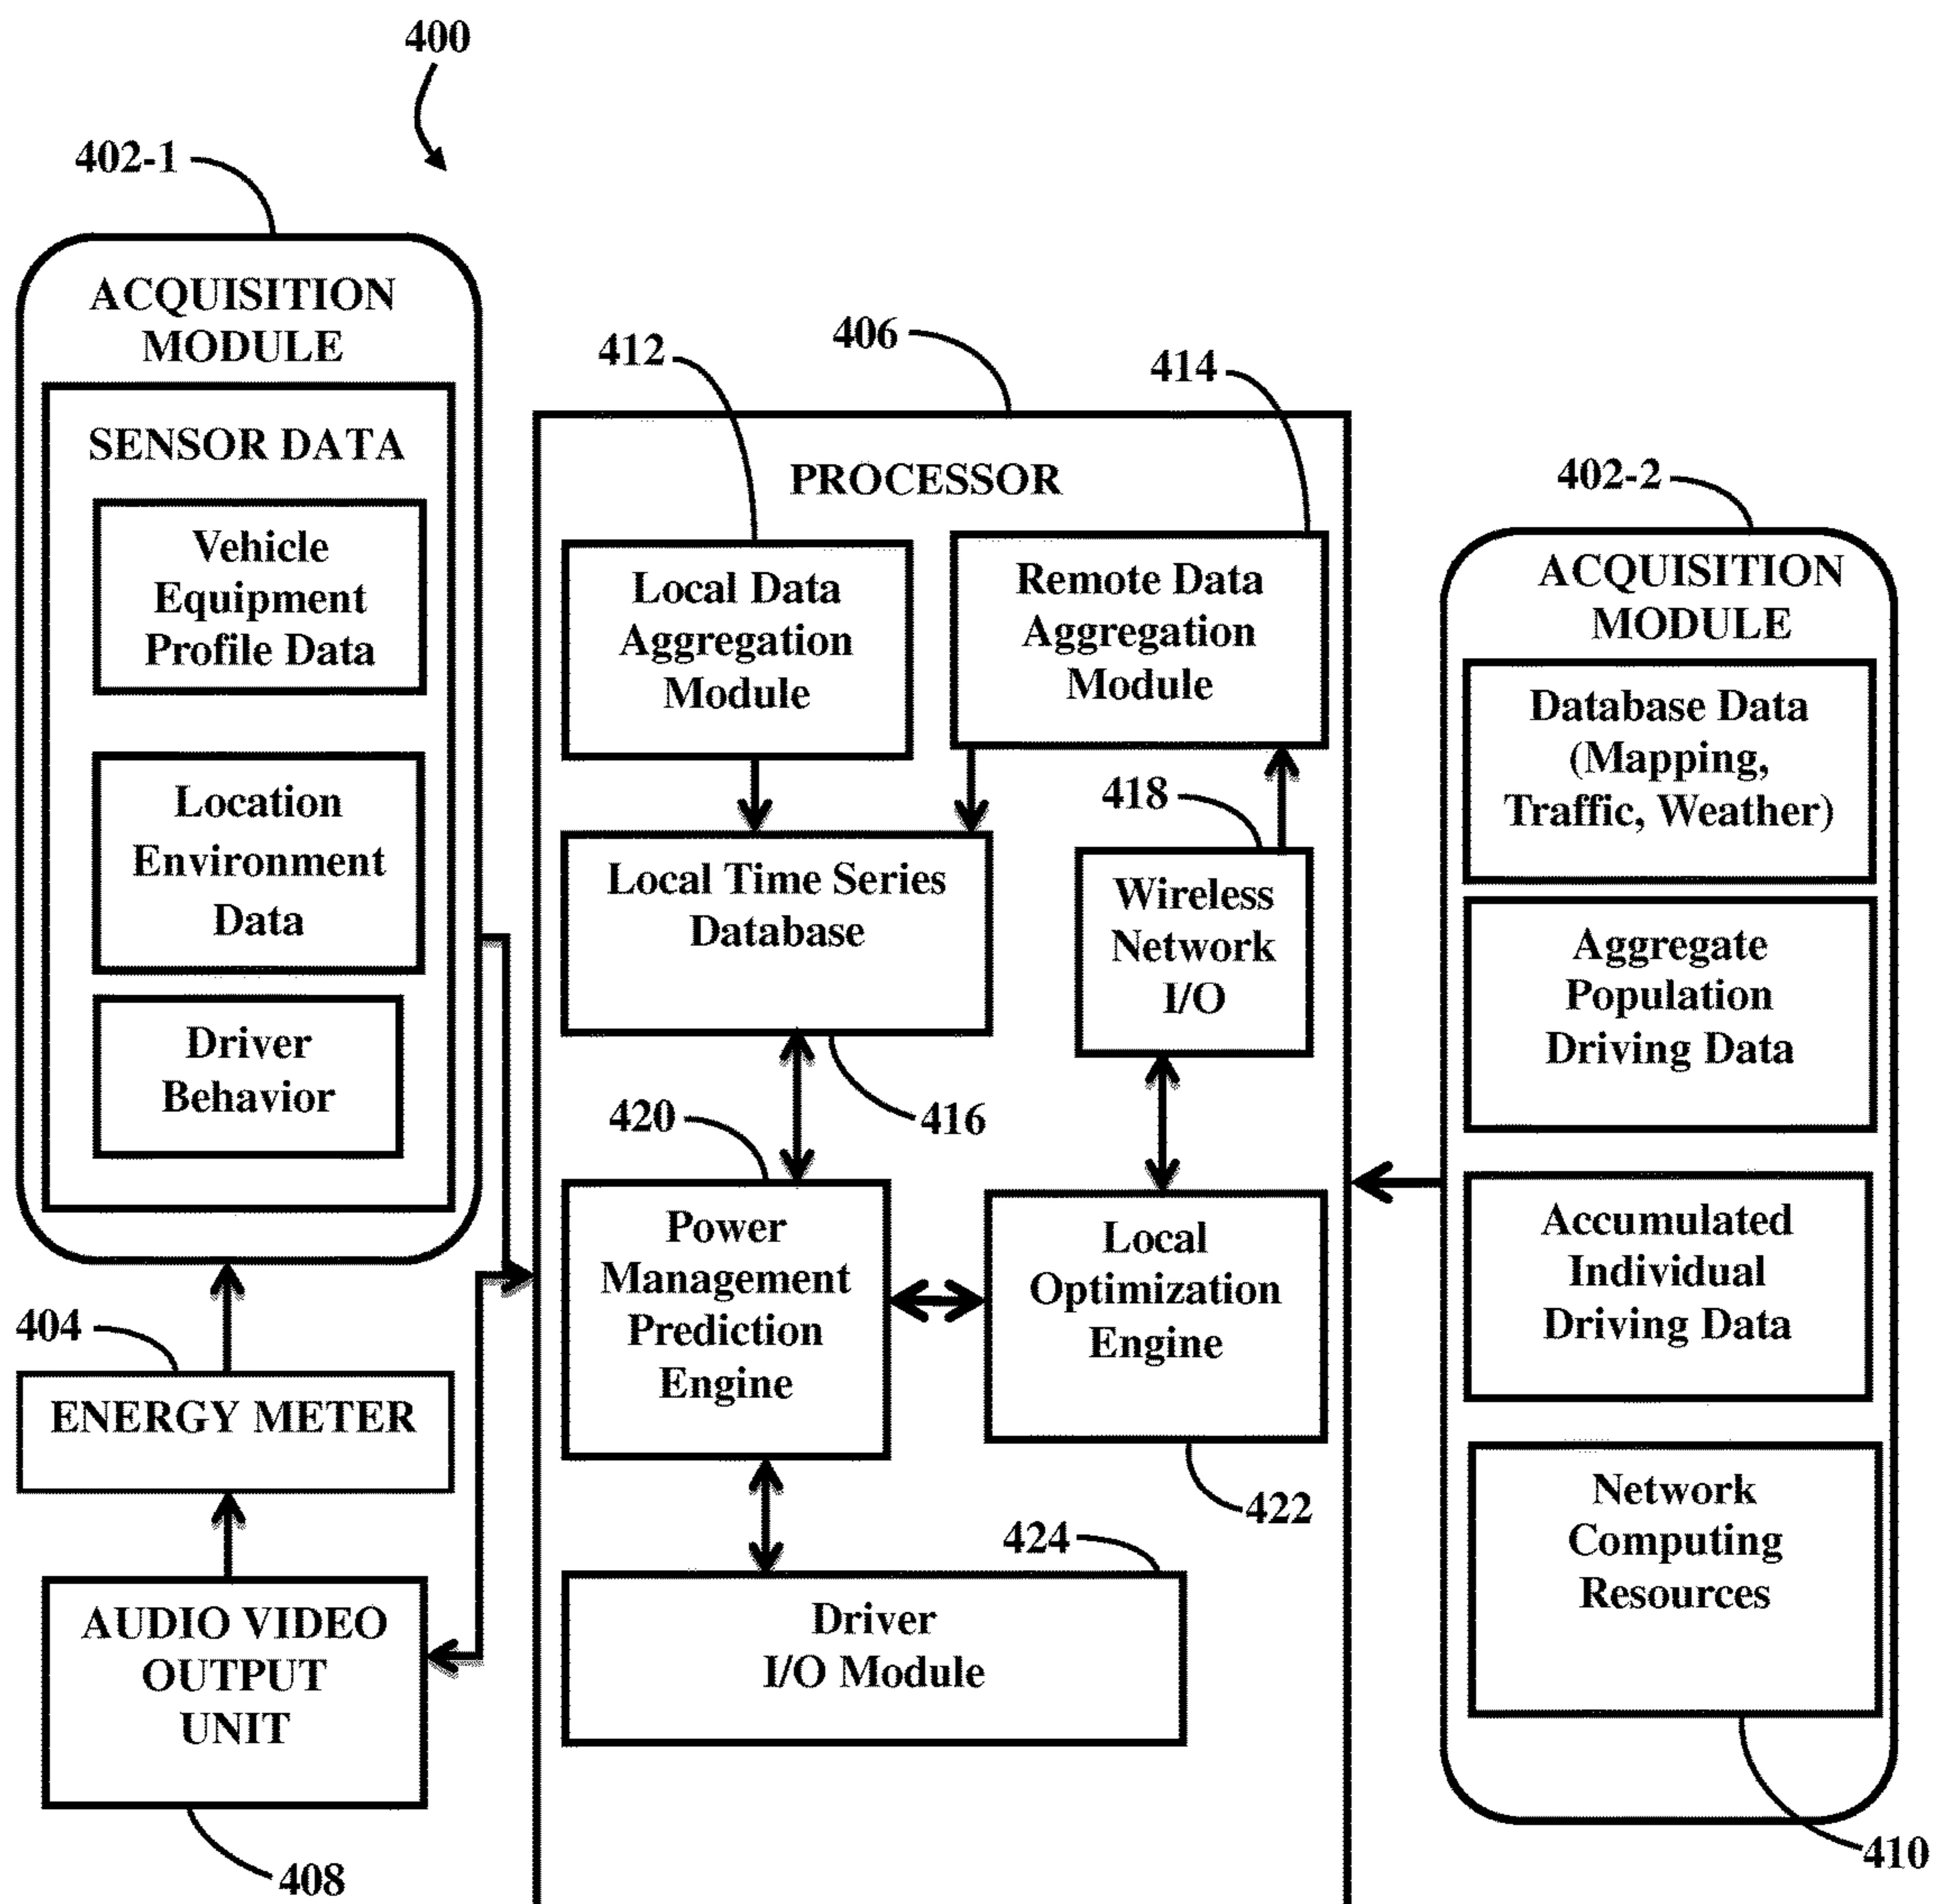 400
402-1
ACQUISITION
MODULE
SENSOR DATA
Vehicle
Equipment
Profile Data
Location
Environment
Data
Driver
Behavior
404
ENERGY METER
AUDIO VIDEO
OUTPUT
UNIT
408
406
412
414
PROCESSOR
Local Data
Aggregation
Module
Remote Data
Aggregation
Module
418
Local Time Series
Database
Wireless
Network
I/O
416
420
Power
Management
Prediction
Engine
Local
Optimization
Engine
422
424
Driver
I/O Module
402-2
ACQUISITION
MODULE
Database Data
(Mapping,
Traffic, Weather)
Aggregate
Population
Driving Data
Accumulated
Individual
Driving Data
Network
Computing
Resources
410